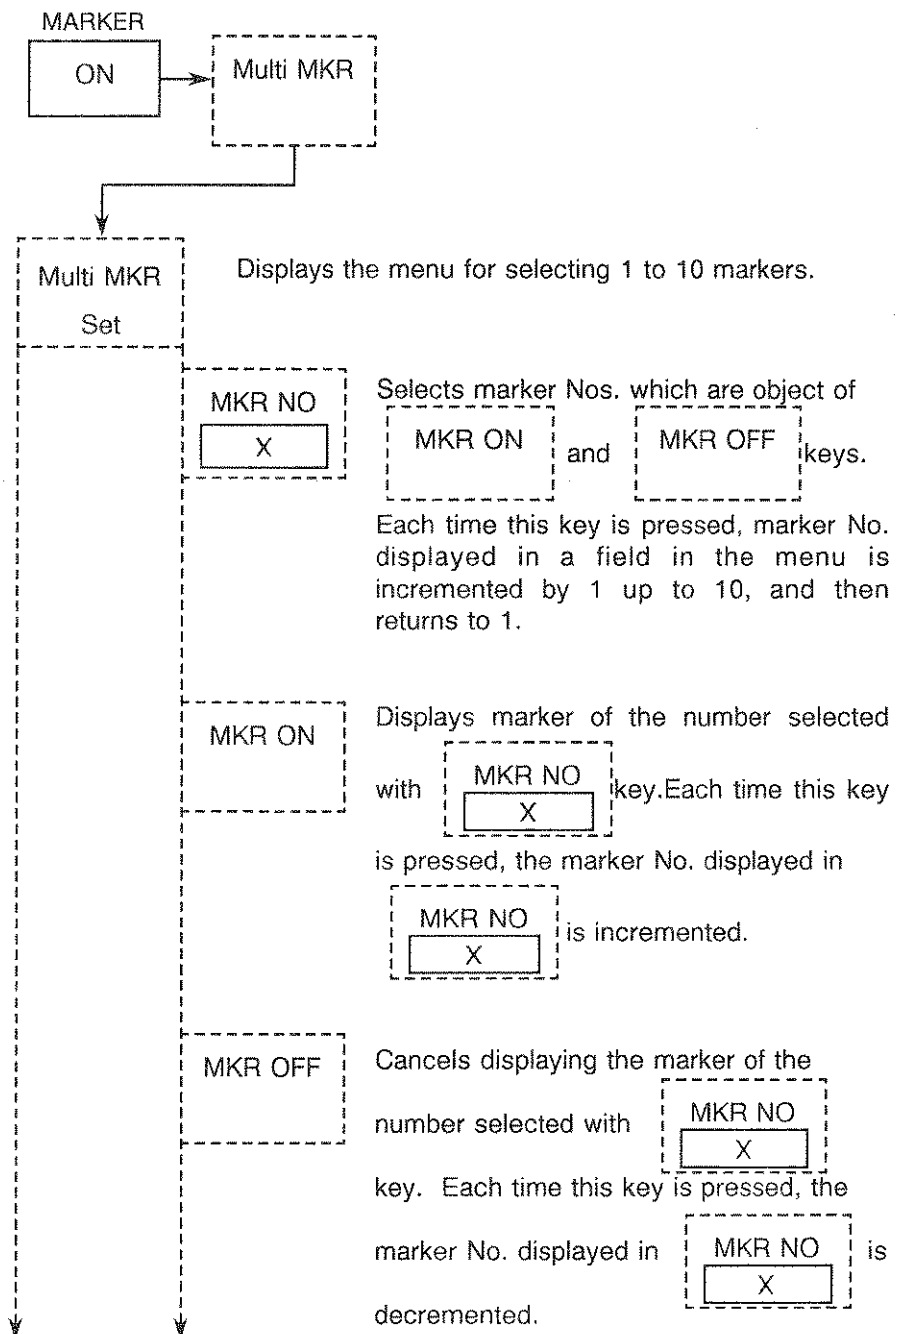 MARKER
ON
Multi MKR
Multi MKR
Set
Displays the menu for selecting 1 to 10 markers.
MKR NO
X
Selects marker Nos. which are object of
MKR ON and MKR OFF keys.
Each time this key is pressed, marker No.
displayed in a field in the menu is
incremented by 1 up to 10, and then
returns to 1.
MKR ON
Displays marker of the number selected
with MKR NO X key.Each time this key
is pressed, the marker No. displayed in
MKR NO X is incremented.
MKR OFF
Cancels displaying the marker of the
number selected with MKR NO X
key. Each time this key is pressed, the
marker No. displayed in MKR NO X is
decremented.